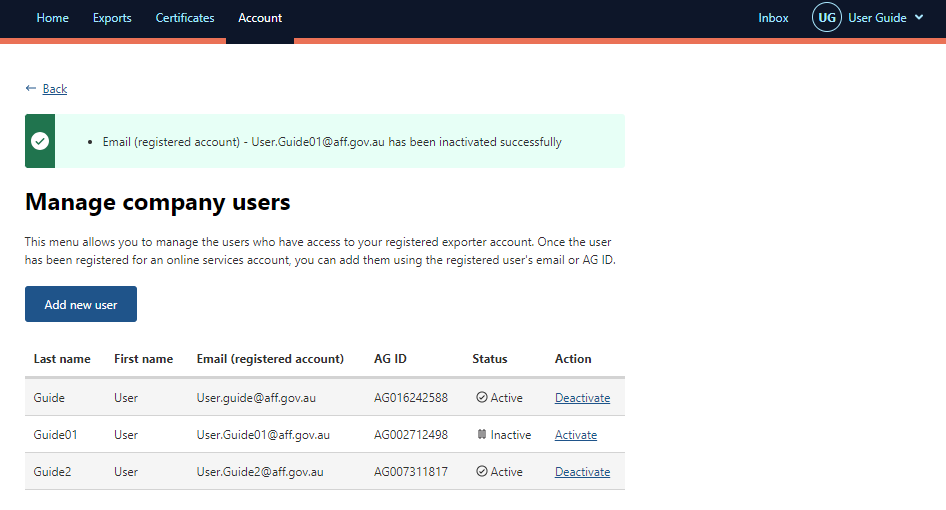 Home Exports Certificates Account Inbox UG User Guide
← Back
• Email (registered account) - User.Guide01@aff.gov.au has been inactivated successfully
Manage company users
This menu allows you to manage the users who have access to your registered exporter account. Once the user
has been registered for an online services account, you can add them using the registered user's email or AG ID.
Add new user
Last name First name Email (registered account) AG ID Status Action
Guide User User.guide@aff.gov.au AG016242588 Active Deactivate
Guide01 User User.Guide01@aff.gov.au AG002712498 Inactive Activate
Guide2 User User.Guide2@aff.gov.au AG007311817 Active Deactivate